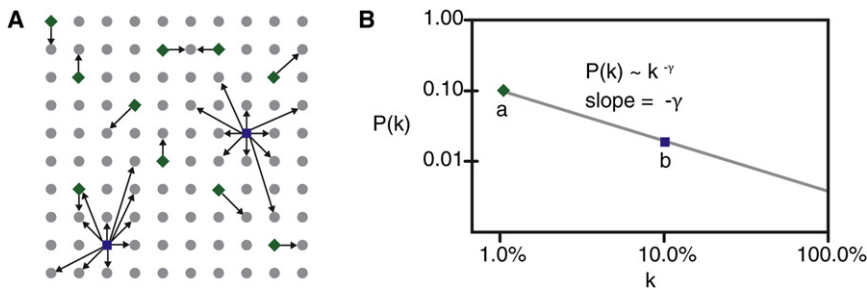 A
B
1.00
0.10
0.01
P(k)
P(k) ~ k -γ
slope = -γ
a
b
1.0%
10.0%
100.0%
k